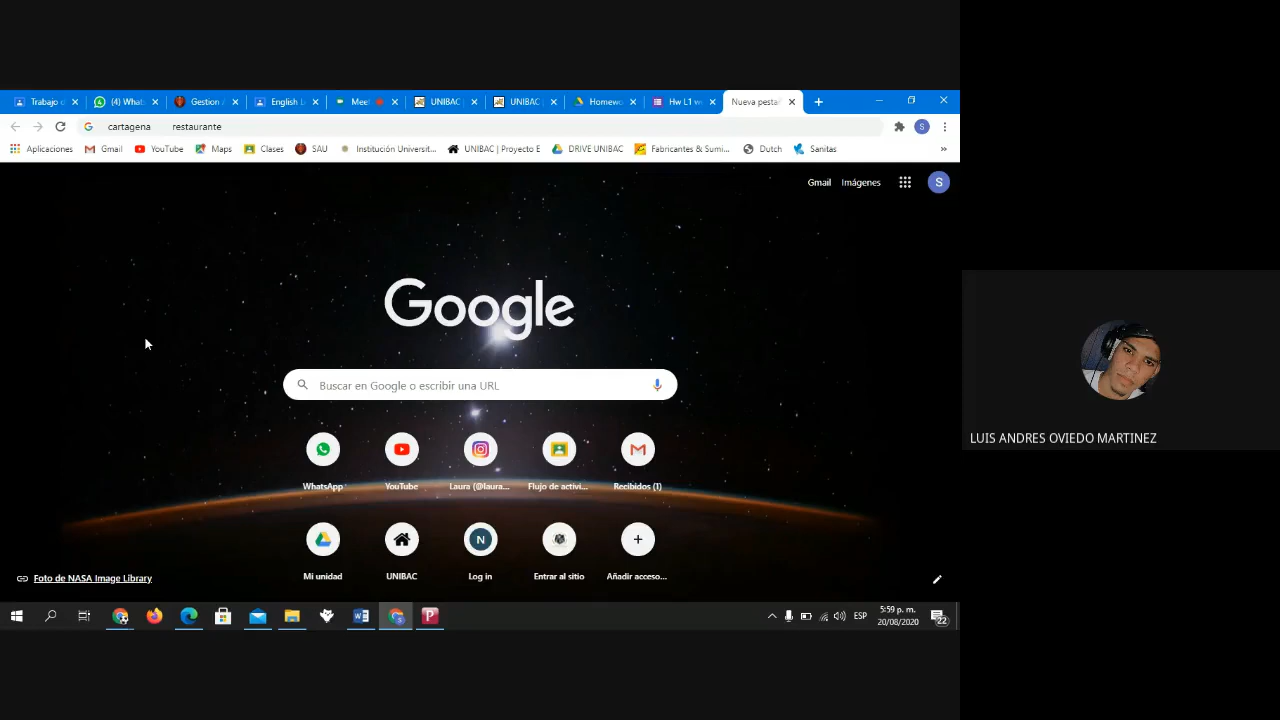 Trabajo d
(4) What
Gestion A
English L
Meet
UNIBAC
UNIBAC
Homew
Hw L1 w
Nueva pesta
cartagena restaurante
S
Aplicaciones
Gmail
YouTube
Maps
Clases
SAU
Institución Universit...
UNIBAC | Proyecto E
DRIVE UNIBAC
Fabricantes & Sumi...
Dutch
Sanitas
»
Gmail Imágenes S
Google
Buscar en Google o escribir una URL
WhatsApp YouTube Laura (@laura... Flujo de activi... Recibidos (1)
N
Mi unidad UNIBAC Log in Entrar al sitio Añadir acceso...
Foto de NASA Image Library
ESP
5:59 p. m.
20/08/2020
22
LUIS ANDRES OVIEDO MARTINEZ